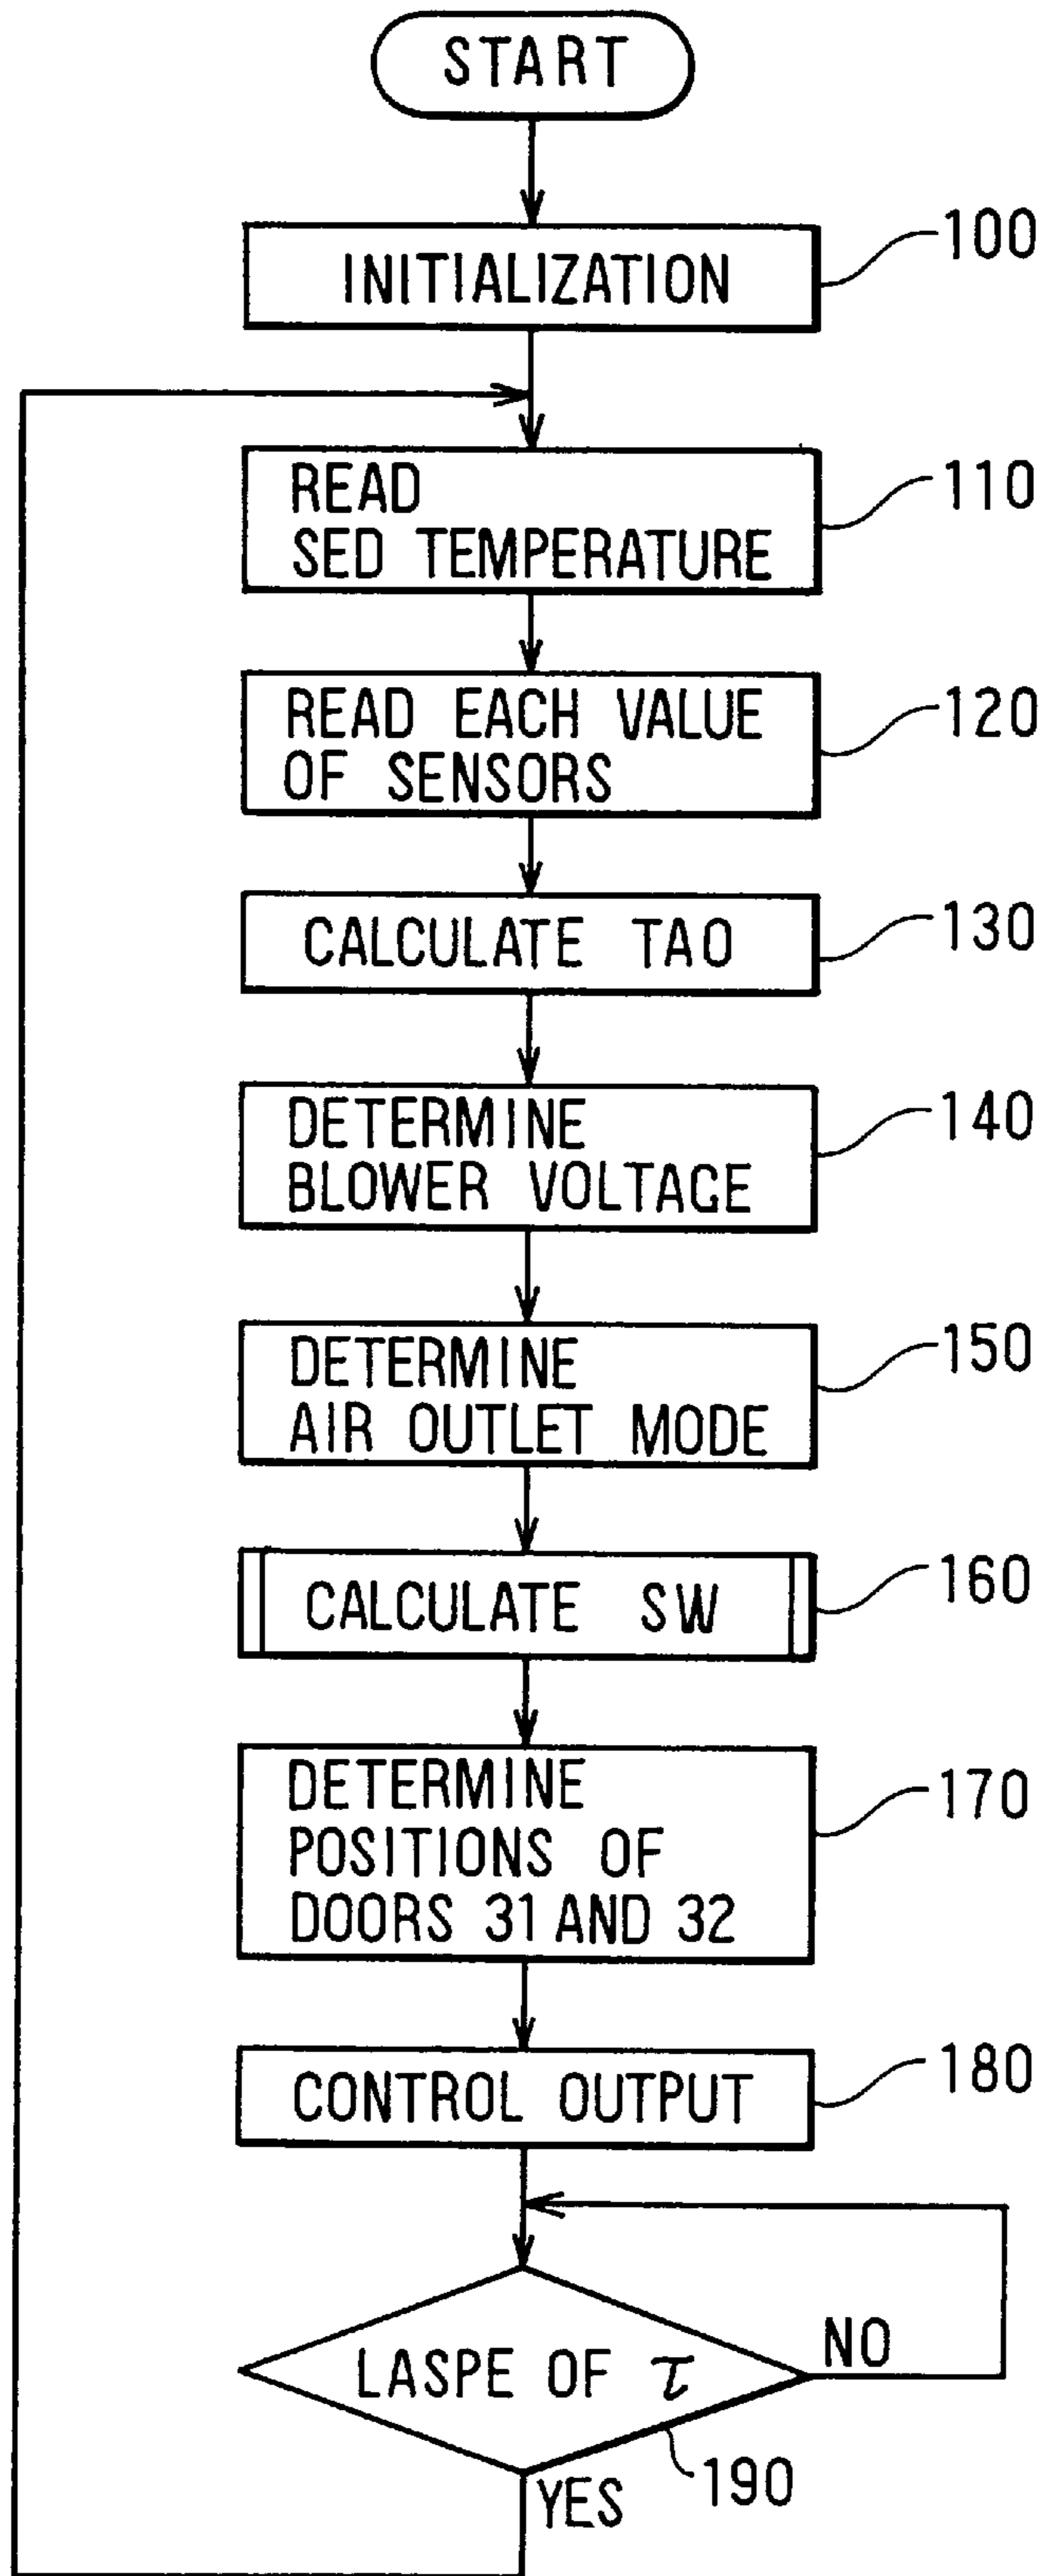 START
INITIALIZATION
100
READ
SED TEMPERATURE
110
READ EACH VALUE
OF SENSORS
120
CALCULATE TAO
130
DETERMINE
BLOWER VOLTAGE
140
DETERMINE
AIR OUTLET MODE
150
CALCULATE SW
160
DETERMINE
POSITIONS OF
DOORS 31 AND 32
170
CONTROL OUTPUT
180
LASPE OF τ
NO
190
YES